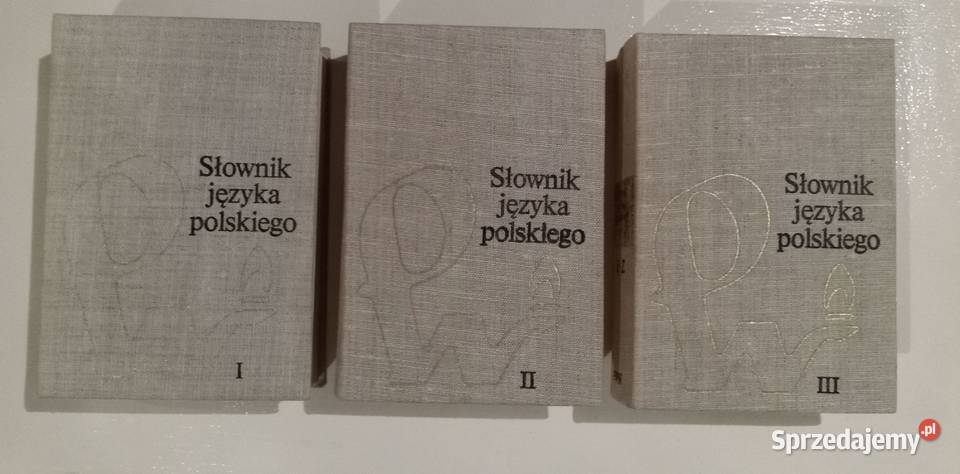 Słownik
języka
polskiego
I
Słownik
języka
polskiego
II
Słownik
języka
polskiego
III
Sprzedajemy.pl